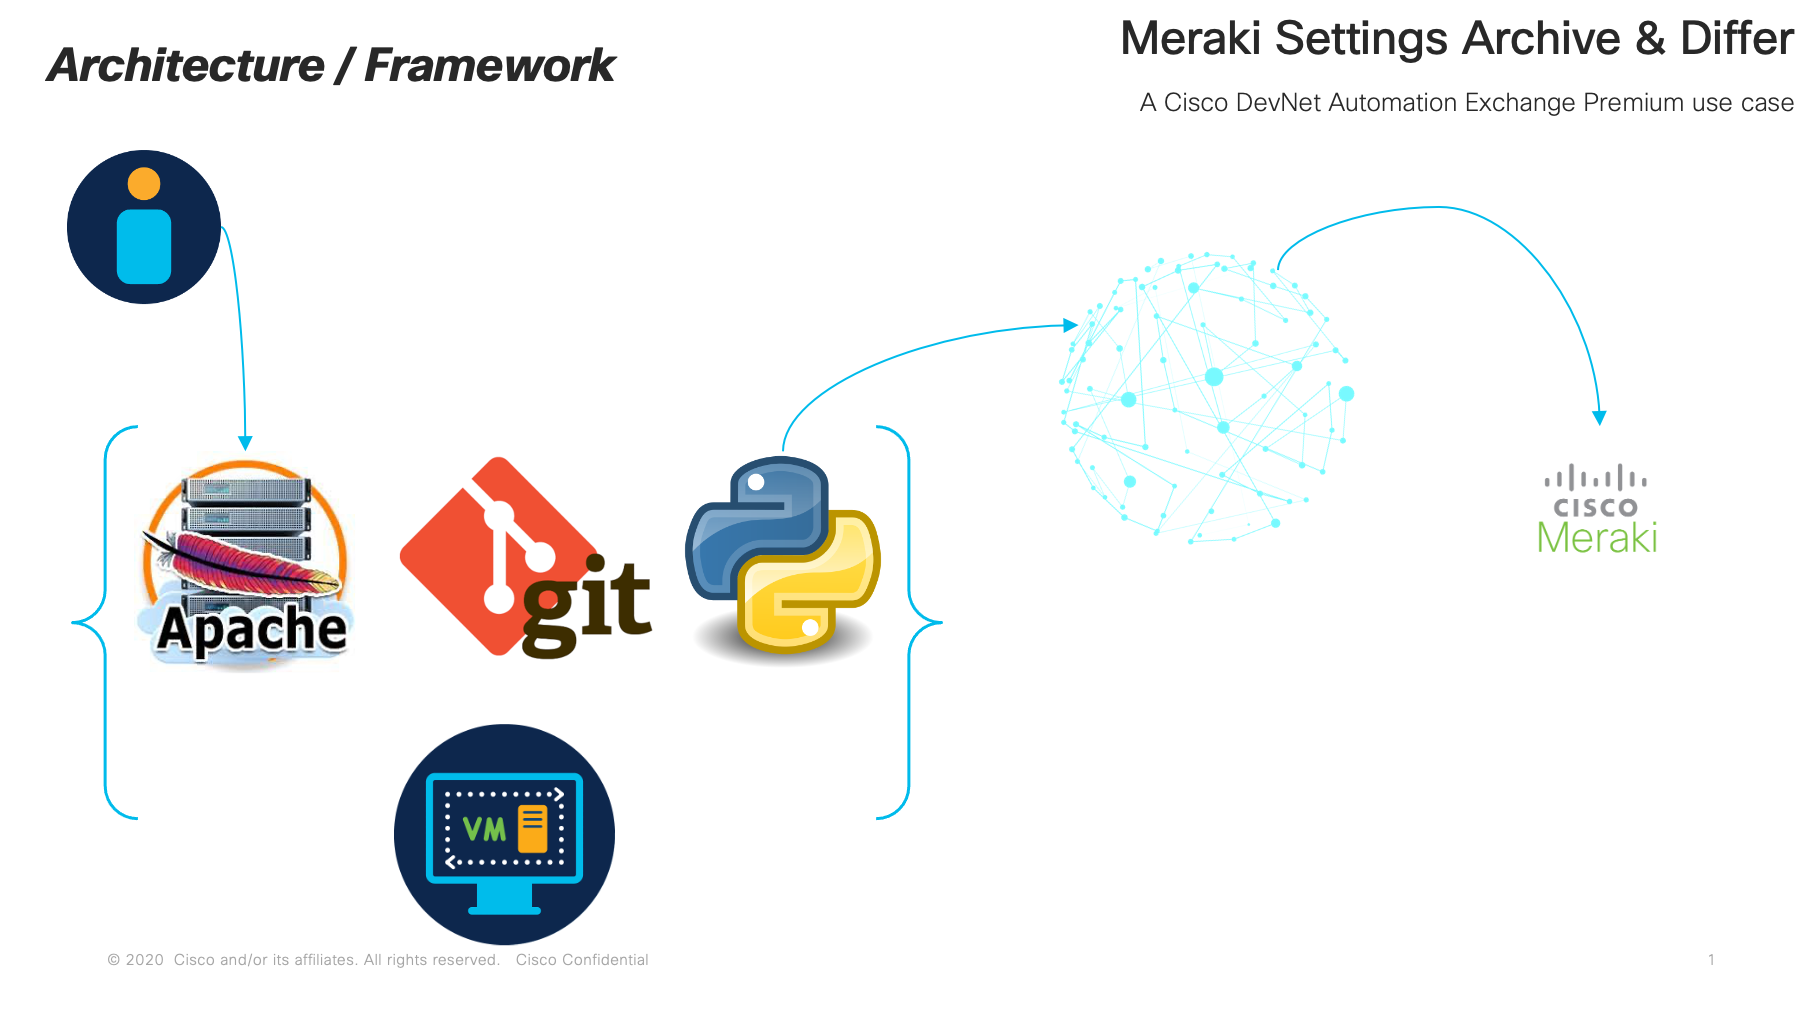 Architecture / Framework
Meraki Settings Archive & Differ
A Cisco DevNet Automation Exchange Premium use case
Apache
git
CISCO
Meraki
VM
© 2020 Cisco and/or its affiliates. All rights reserved. Cisco Confidential
1